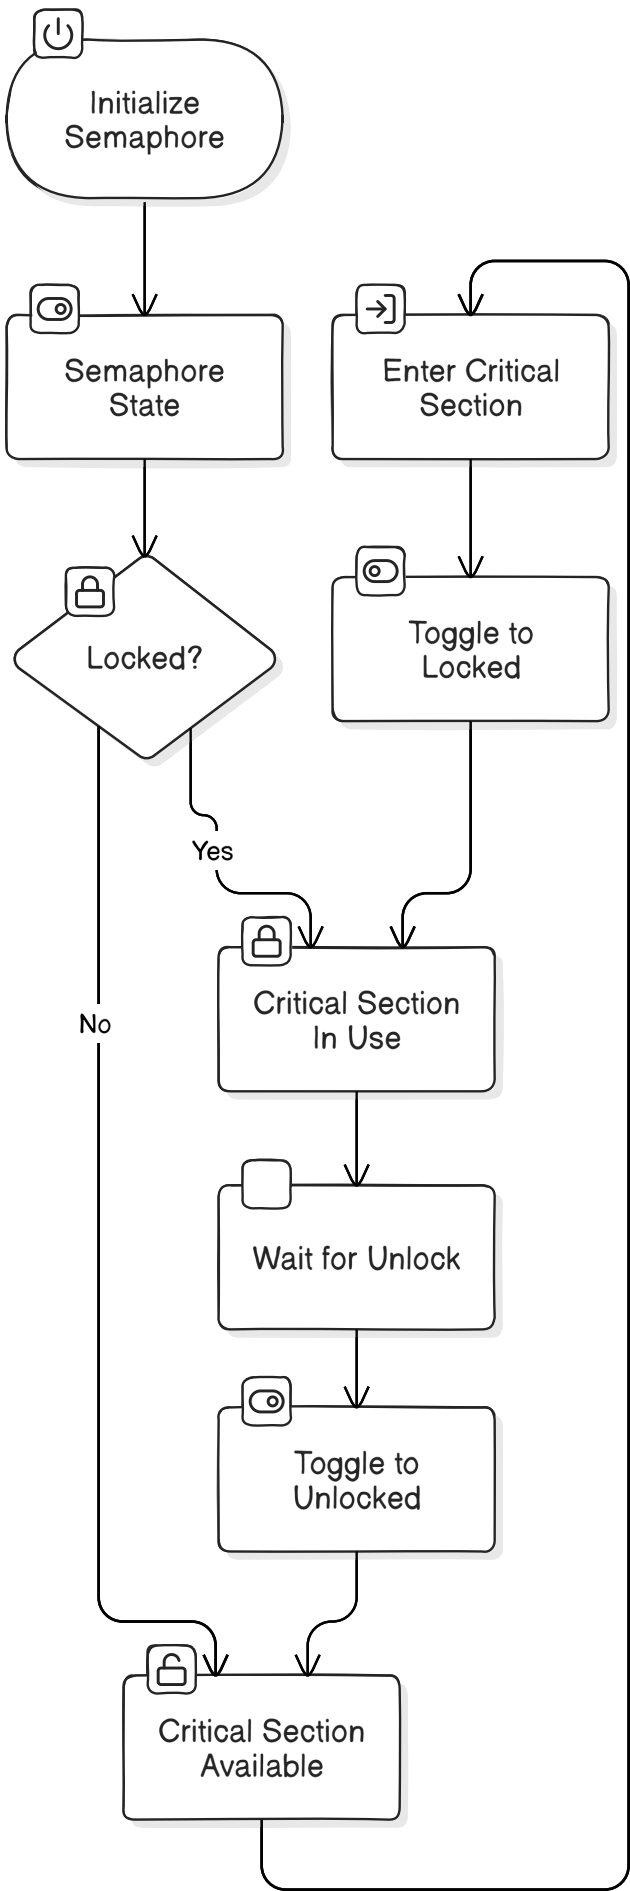 Initialize
Semaphore
Semaphore
State
Enter Critical
Section
Locked?
Toggle to
Locked
Yes
Critical Section
In Use
No
Wait for Unlock
Toggle to
Unlocked
Critical Section
Available